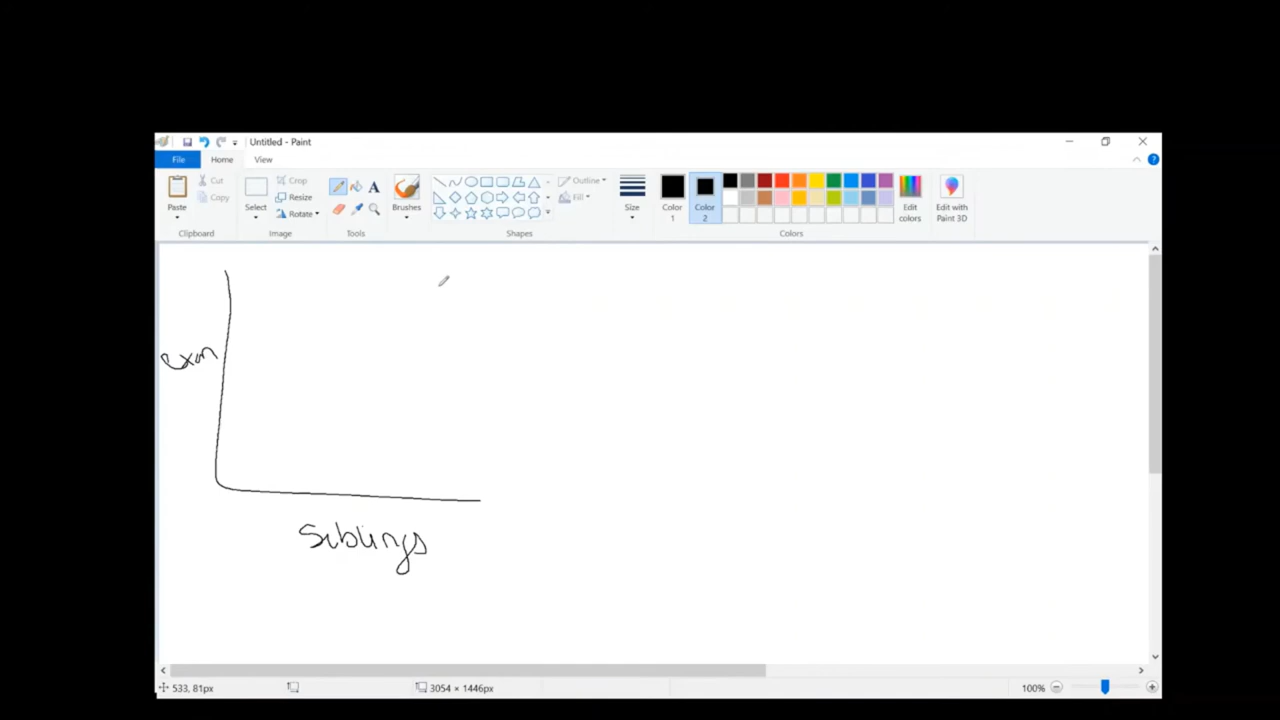 Untitled - Paint
File Home View
Cut
Copy
Paste
Clipboard
Crop
Resize
Rotate
Select
Image
Tools
Brushes
Outline
Fill
Shapes
Size
Color 1
Color 2
Edit colors
Edit with Paint 3D
Colors
Siblings
533, 81px
3054 × 1446px
100%